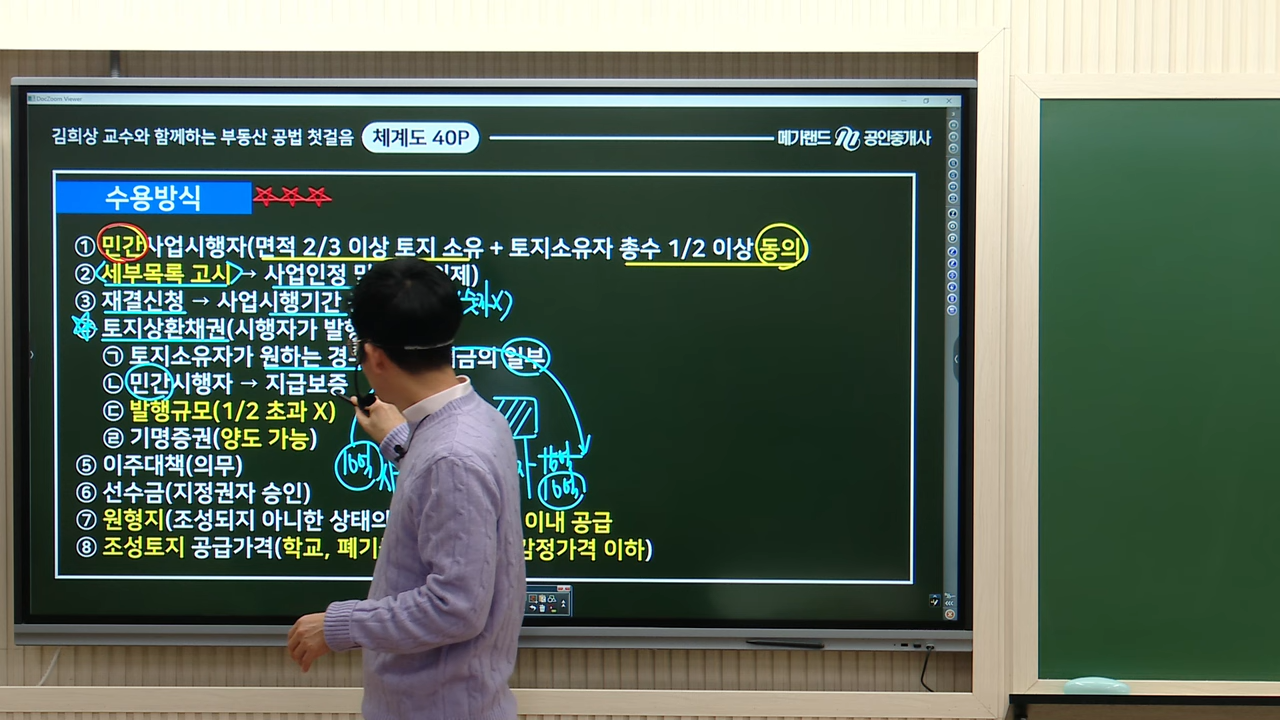 DocZoom Viewer
김희상 교수와 함께하는 부동산 공법 첫걸음 체계도 40P 메가랜드 공인중개사
수용방식
① 민간사업시행자(면적 2/3 이상 토지 소유 + 토지소유자 총수 1/2 이상 동의)
② 세부목록 고시 → 사업인정 제)
③ 재결신청 → 사업시행기간
토지상환채권(시행자가 발행
㉠ 토지소유자가 원하는 경 금의 일부
㉡ 민간시행자 → 지급보증
㉢ 발행규모(1/2 초과 X)
㉣ 기명증권(양도 가능)
⑤ 이주대책(의무)
⑥ 선수금(지정권자 승인)
⑦ 원형지(조성되지 아니한 상태의 이내 공급
⑧ 조성토지 공급가격(학교, 폐기 감정가격 이하)